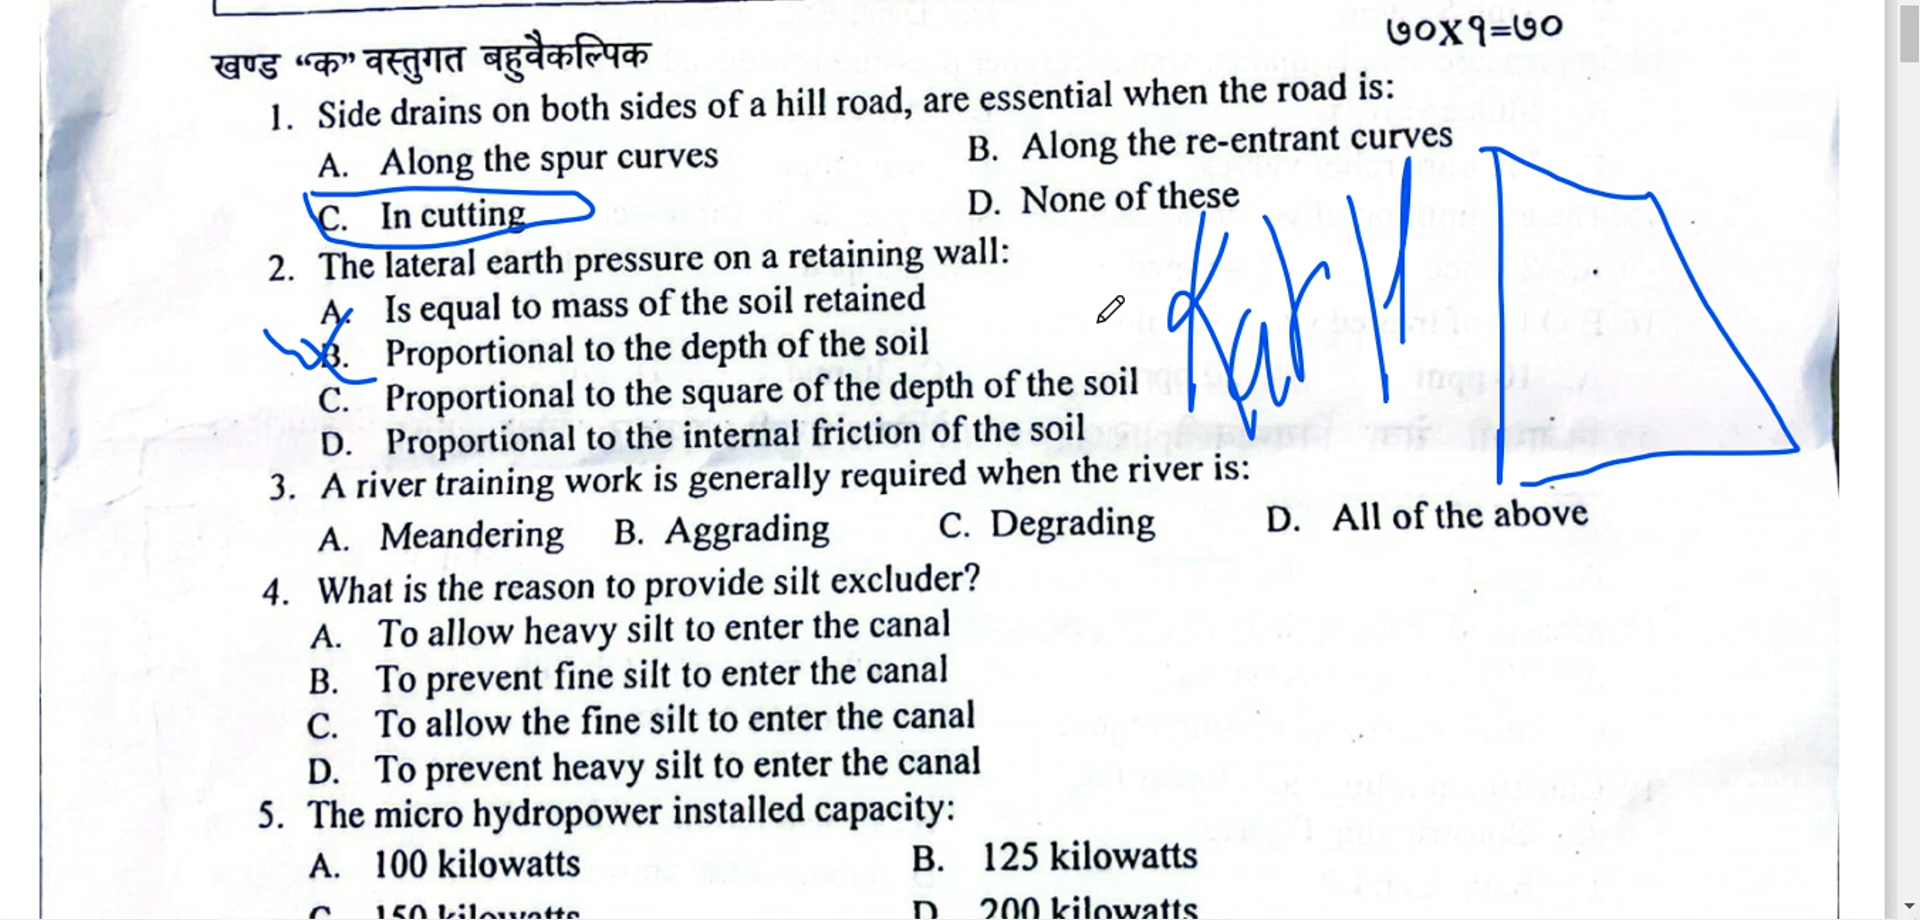 ७०X१=७०
खण्ड “क” वस्तुगत बहुवैकल्पिक
1. Side drains on both sides of a hill road, are essential when the road is:
A. Along the spur curves B. Along the re-entrant curves
C. In cutting D. None of these
2. The lateral earth pressure on a retaining wall:
A. Is equal to mass of the soil retained
B. Proportional to the depth of the soil
C. Proportional to the square of the depth of the soil
D. Proportional to the internal friction of the soil
3. A river training work is generally required when the river is:
A. Meandering B. Aggrading C. Degrading D. All of the above
4. What is the reason to provide silt excluder?
A. To allow heavy silt to enter the canal
B. To prevent fine silt to enter the canal
C. To allow the fine silt to enter the canal
D. To prevent heavy silt to enter the canal
5. The micro hydropower installed capacity:
A. 100 kilowatts B. 125 kilowatts
C 150 kilowatts D 200 kilowatts